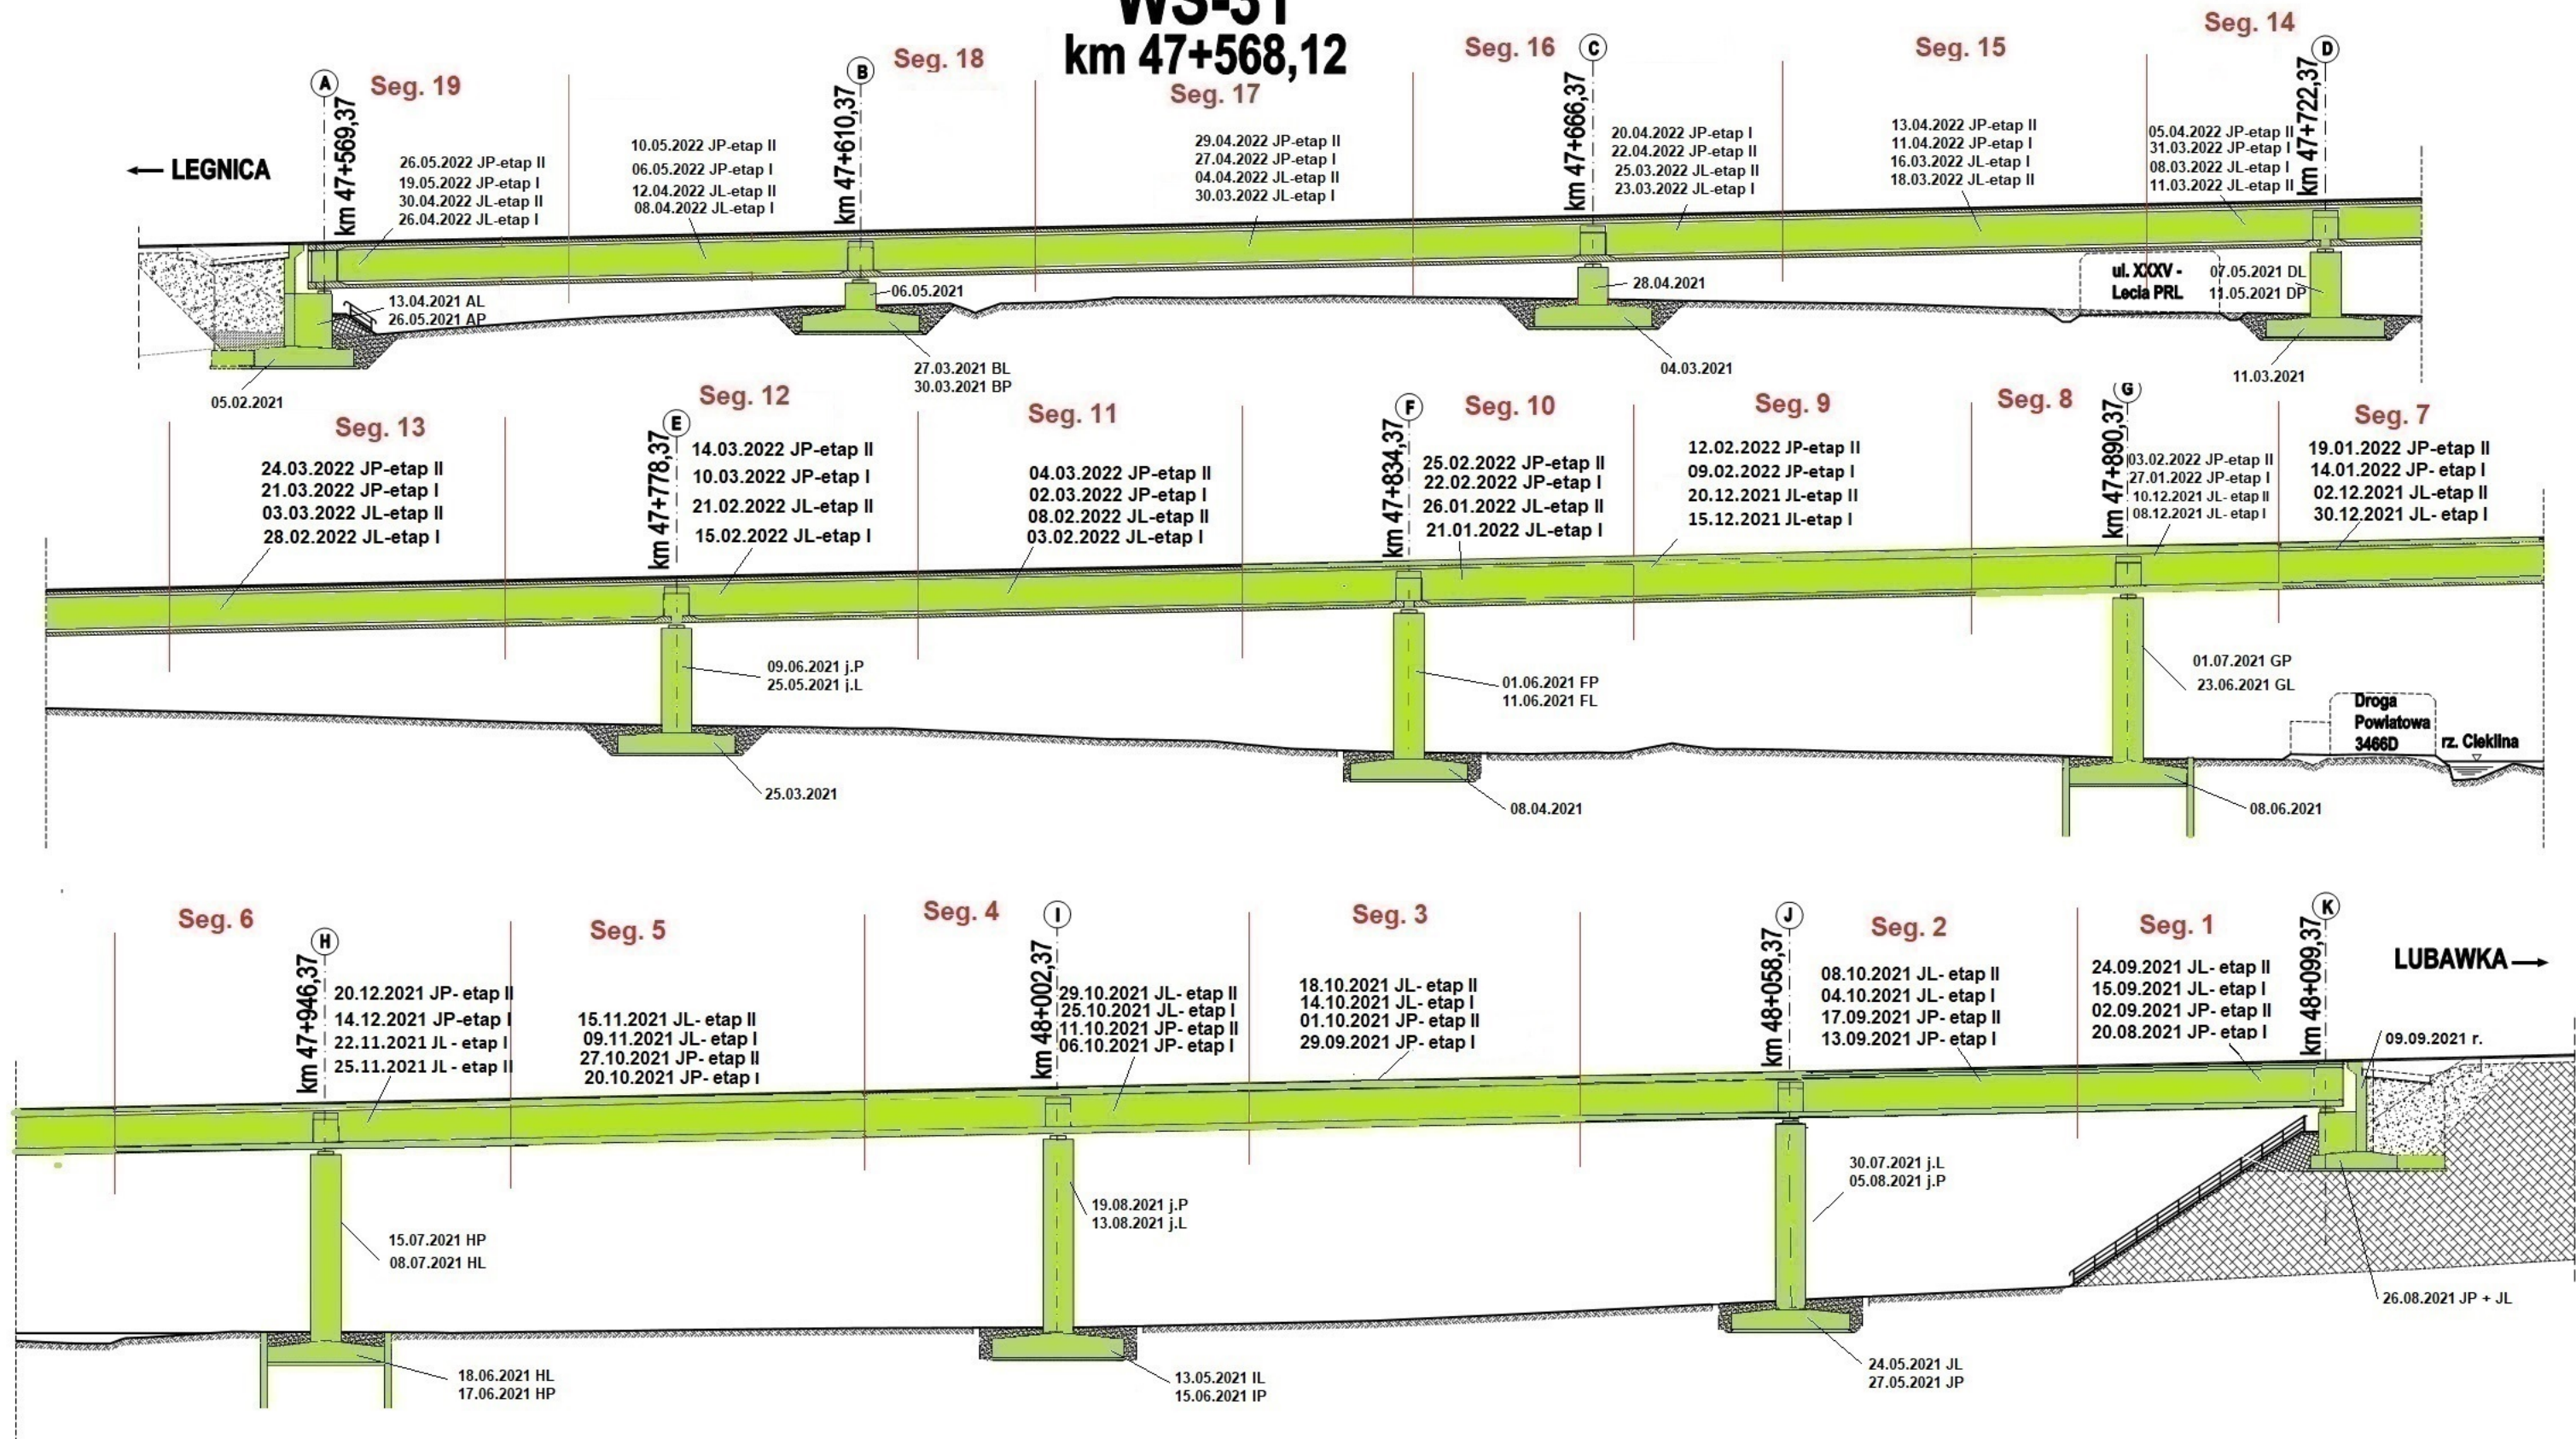 WS-31
km 47+568,12
Seg. 19
Seg. 18
Seg. 17
Seg. 16
Seg. 15
Seg. 14
A
B
C
D
km 47+569,37
km 47+610,37
km 47+666,37
km 47+722,37
LEGNICA
26.05.2022 JP-etap II
19.05.2022 JP-etap I
30.04.2022 JL-etap II
26.04.2022 JL-etap I
10.05.2022 JP-etap II
06.05.2022 JP-etap I
12.04.2022 JL-etap II
08.04.2022 JL-etap I
29.04.2022 JP-etap II
27.04.2022 JP-etap I
04.04.2022 JL-etap II
30.03.2022 JL-etap I
20.04.2022 JP-etap I
22.04.2022 JP-etap II
25.03.2022 JL-etap II
23.03.2022 JL-etap I
13.04.2022 JP-etap II
11.04.2022 JP-etap I
16.03.2022 JL-etap I
18.03.2022 JL-etap II
05.04.2022 JP-etap II
31.03.2022 JP-etap I
08.03.2022 JL-etap I
11.03.2022 JL-etap II
13.04.2021 AL
26.05.2021 AP
06.05.2021
28.04.2021
ul. XXXV -
Lecia PRL
07.05.2021 DL
11.05.2021 DP
05.02.2021
27.03.2021 BL
30.03.2021 BP
04.03.2021
11.03.2021
Seg. 13
Seg. 12
Seg. 11
Seg. 10
Seg. 9
Seg. 8
Seg. 7
E
F
G
km 47+778,37
km 47+834,37
km 47+890,37
24.03.2022 JP-etap II
21.03.2022 JP-etap I
03.03.2022 JL-etap II
28.02.2022 JL-etap I
14.03.2022 JP-etap II
10.03.2022 JP-etap I
21.02.2022 JL-etap II
15.02.2022 JL-etap I
04.03.2022 JP-etap II
02.03.2022 JP-etap I
08.02.2022 JL-etap II
03.02.2022 JL-etap I
25.02.2022 JP-etap II
22.02.2022 JP-etap I
26.01.2022 JL-etap II
21.01.2022 JL-etap I
12.02.2022 JP-etap II
09.02.2022 JP-etap I
20.12.2021 JL-etap II
15.12.2021 JL-etap I
03.02.2022 JP-etap II
27.01.2022 JP-etap I
10.12.2021 JL- etap II
08.12.2021 JL- etap I
19.01.2022 JP-etap II
14.01.2022 JP- etap I
02.12.2021 JL-etap II
30.12.2021 JL- etap I
09.06.2021 j.P
25.05.2021 j.L
01.06.2021 FP
11.06.2021 FL
01.07.2021 GP
23.06.2021 GL
Droga
Powiatowa
3466D
rz. Cieklina
25.03.2021
08.04.2021
08.06.2021
Seg. 6
Seg. 5
Seg. 4
Seg. 3
Seg. 2
Seg. 1
H
I
J
K
km 47+946,37
km 48+002,37
km 48+058,37
km 48+099,37
LUBAWKA
20.12.2021 JP- etap II
14.12.2021 JP-etap I
22.11.2021 JL - etap I
25.11.2021 JL - etap II
15.11.2021 JL- etap II
09.11.2021 JL- etap I
27.10.2021 JP- etap II
20.10.2021 JP- etap I
29.10.2021 JL- etap II
25.10.2021 JL- etap I
11.10.2021 JP- etap II
06.10.2021 JP- etap I
18.10.2021 JL- etap II
14.10.2021 JL- etap I
01.10.2021 JP- etap II
29.09.2021 JP- etap I
08.10.2021 JL- etap II
04.10.2021 JL- etap I
17.09.2021 JP- etap II
13.09.2021 JP- etap I
24.09.2021 JL- etap II
15.09.2021 JL- etap I
02.09.2021 JP- etap II
20.08.2021 JP- etap I
09.09.2021 r.
15.07.2021 HP
08.07.2021 HL
19.08.2021 j.P
13.08.2021 j.L
30.07.2021 j.L
05.08.2021 j.P
26.08.2021 JP + JL
18.06.2021 HL
17.06.2021 HP
13.05.2021 IL
15.06.2021 IP
24.05.2021 JL
27.05.2021 JP